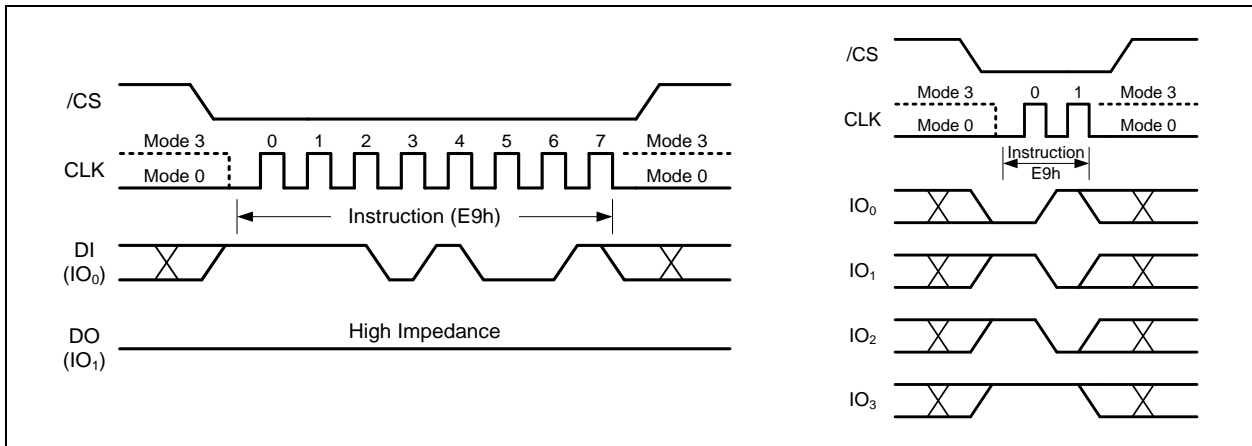 /CS
Mode 3 0 1 2 3 4 5 6 7 Mode 3
CLK
Mode 0 Mode 0
Instruction (E9h)
DI
(IO0)
High Impedance
DO
(IO1)
/CS
Mode 3 0 1 Mode 3
CLK
Mode 0 Mode 0
Instruction
E9h
IO0
IO1
IO2
IO3